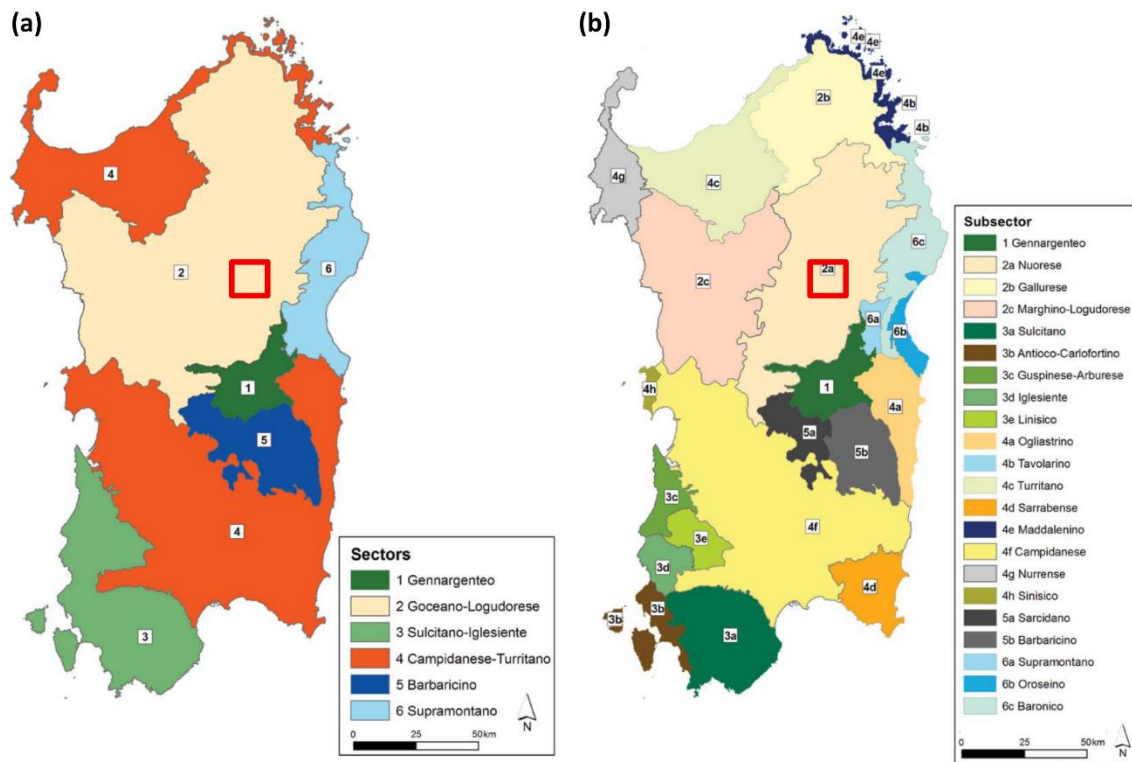 (a)
4
2
6
1
5
4
3
Sectors
1 Gennargenteo
2 Goceano-Logudorese
3 Sulcitano-Iglesiente
4 Campidanese-Turritano
5 Barbaricino
6 Supramontano
N
0 25 50km
(b)
4e
4e
4e
2b
4b
4b
4g
4c
6c
2a
2c
6a
6b
1
4h
4a
5a
5b
3c
4f
3e
3d
4d
3b
3b
3a
Subsector
1 Gennargenteo
2a Nuorese
2b Gallurese
2c Marghino-Logudorese
3a Sulcitano
3b Antioco-Carlofortino
3c Guspinese-Arburese
3d Iglesiente
3e Linisico
4a Ogliastrino
4b Tavolarino
4c Turritano
4d Sarrabense
4e Maddalenino
4f Campidanese
4g Nurrense
4h Sinisico
5a Sarcidano
5b Barbaricino
6a Supramontano
6b Oroseino
6c Baronico
N
0 25 50km